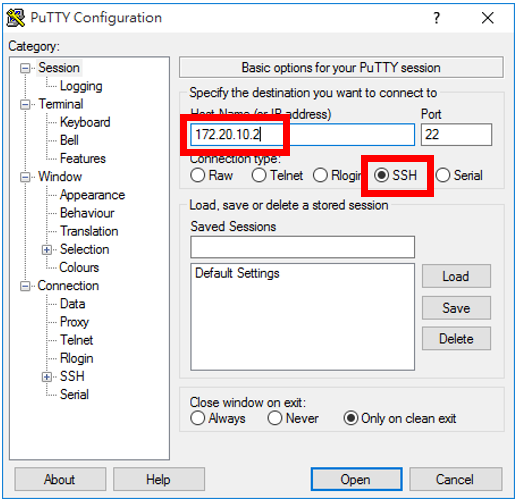 PuTTY Configuration
Category:
Session
Logging
Terminal
Keyboard
Bell
Features
Window
Appearance
Behaviour
Translation
Selection
Colours
Connection
Data
Proxy
Telnet
Rlogin
SSH
Serial
Basic options for your PuTTY session
Specify the destination you want to connect to
Host Name (or IP address) Port
172.20.10.2 22
Connection type:
Raw Telnet Rlogin SSH Serial
Load, save or delete a stored session
Saved Sessions
Default Settings
Load
Save
Delete
Close window on exit:
Always Never Only on clean exit
About Help Open Cancel